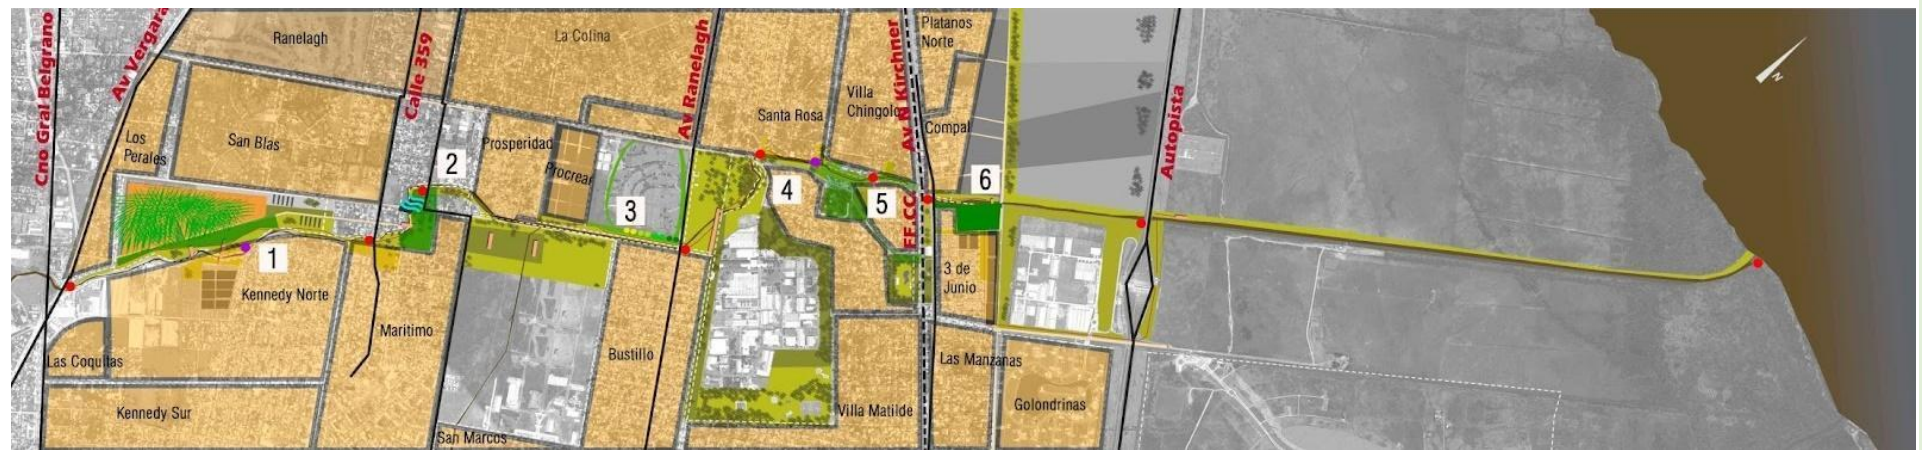 Cno Gral Belgrano
Av Vergara
Ranelagh
Calle 359
La Colina
Av Ranelagh
Av N Kirchner
Platanos
Norte
N
Los
Perales
San Blas
2
Prosperidad
Procrear
Santa Rosa
Villa
Chingolo
Compal
Autopista
1
3
4
5
6
FF.CC.
Kennedy Norte
3 de
Junio
Las Coquitas
Maritimo
Bustillo
Las Manzanas
Kennedy Sur
San Marcos
Villa Matilde
Golondrinas